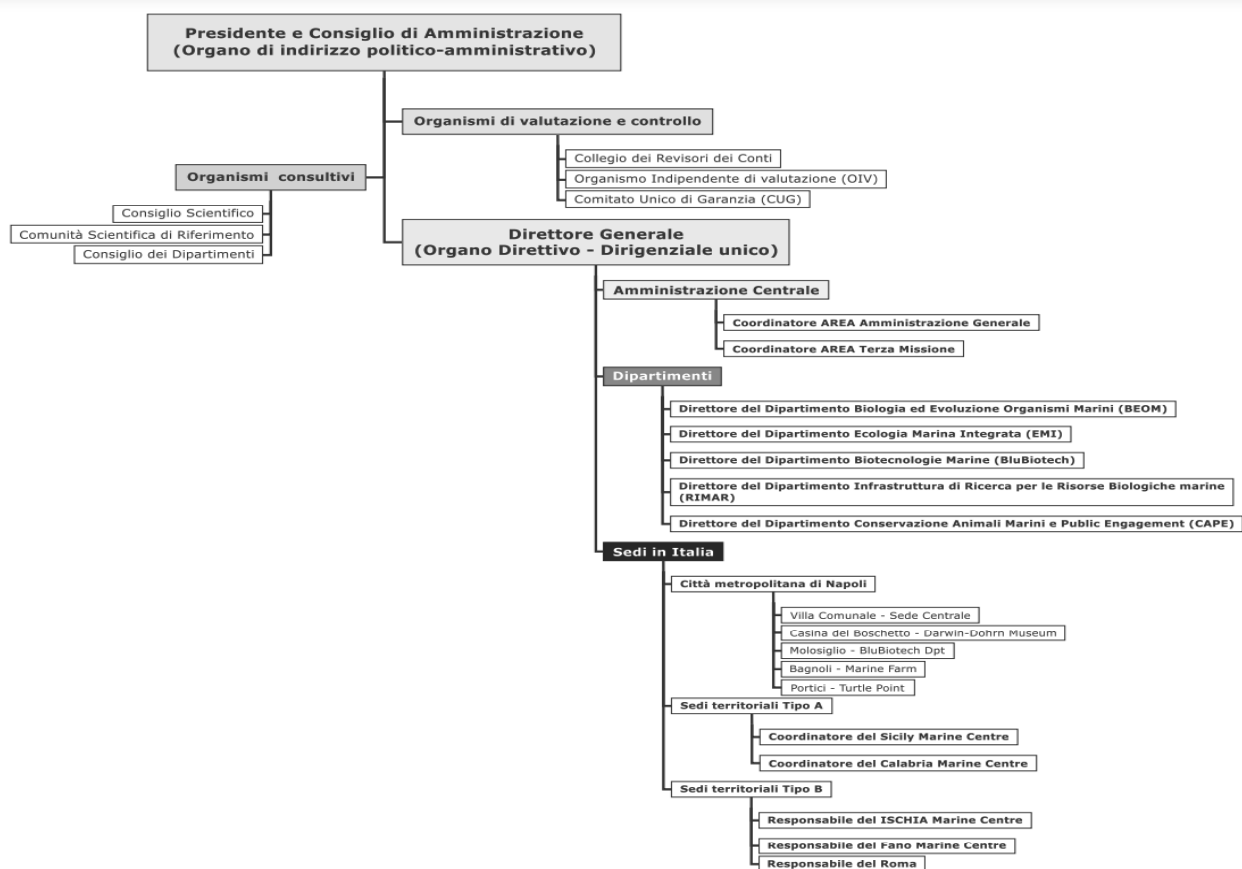 Presidente e Consiglio di Amministrazione
(Organo di indirizzo politico-amministrativo)
Organismi di valutazione e controllo
Collegio dei Revisori dei Conti
Organismo Indipendente di valutazione (OIV)
Comitato Unico di Garanzia (CUG)
Organismi consultivi
Consiglio Scientifico
Comunità Scientifica di Riferimento
Consiglio dei Dipartimenti
Direttore Generale
(Organo Direttivo - Dirigenziale unico)
Amministrazione Centrale
Coordinatore AREA Amministrazione Generale
Coordinatore AREA Terza Missione
Dipartimenti
Direttore del Dipartimento Biologia ed Evoluzione Organismi Marini (BEOM)
Direttore del Dipartimento Ecologia Marina Integrata (EMI)
Direttore del Dipartimento Biotecnologie Marine (BluBiotech)
Direttore del Dipartimento Infrastruttura di Ricerca per le Risorse Biologiche marine
(RIMAR)
Direttore del Dipartimento Conservazione Animali Marini e Public Engagement (CAPE)
Sedi in Italia
Città metropolitana di Napoli
Villa Comunale - Sede Centrale
Casina del Boschetto - Darwin-Dohrn Museum
Molosiglio - BluBiotech Dpt
Bagnoli - Marine Farm
Portici - Turtle Point
Sedi territoriali Tipo A
Coordinatore del Sicily Marine Centre
Coordinatore del Calabria Marine Centre
Sedi territoriali Tipo B
Responsabile del ISCHIA Marine Centre
Responsabile del Fano Marine Centre
Responsabile del Roma